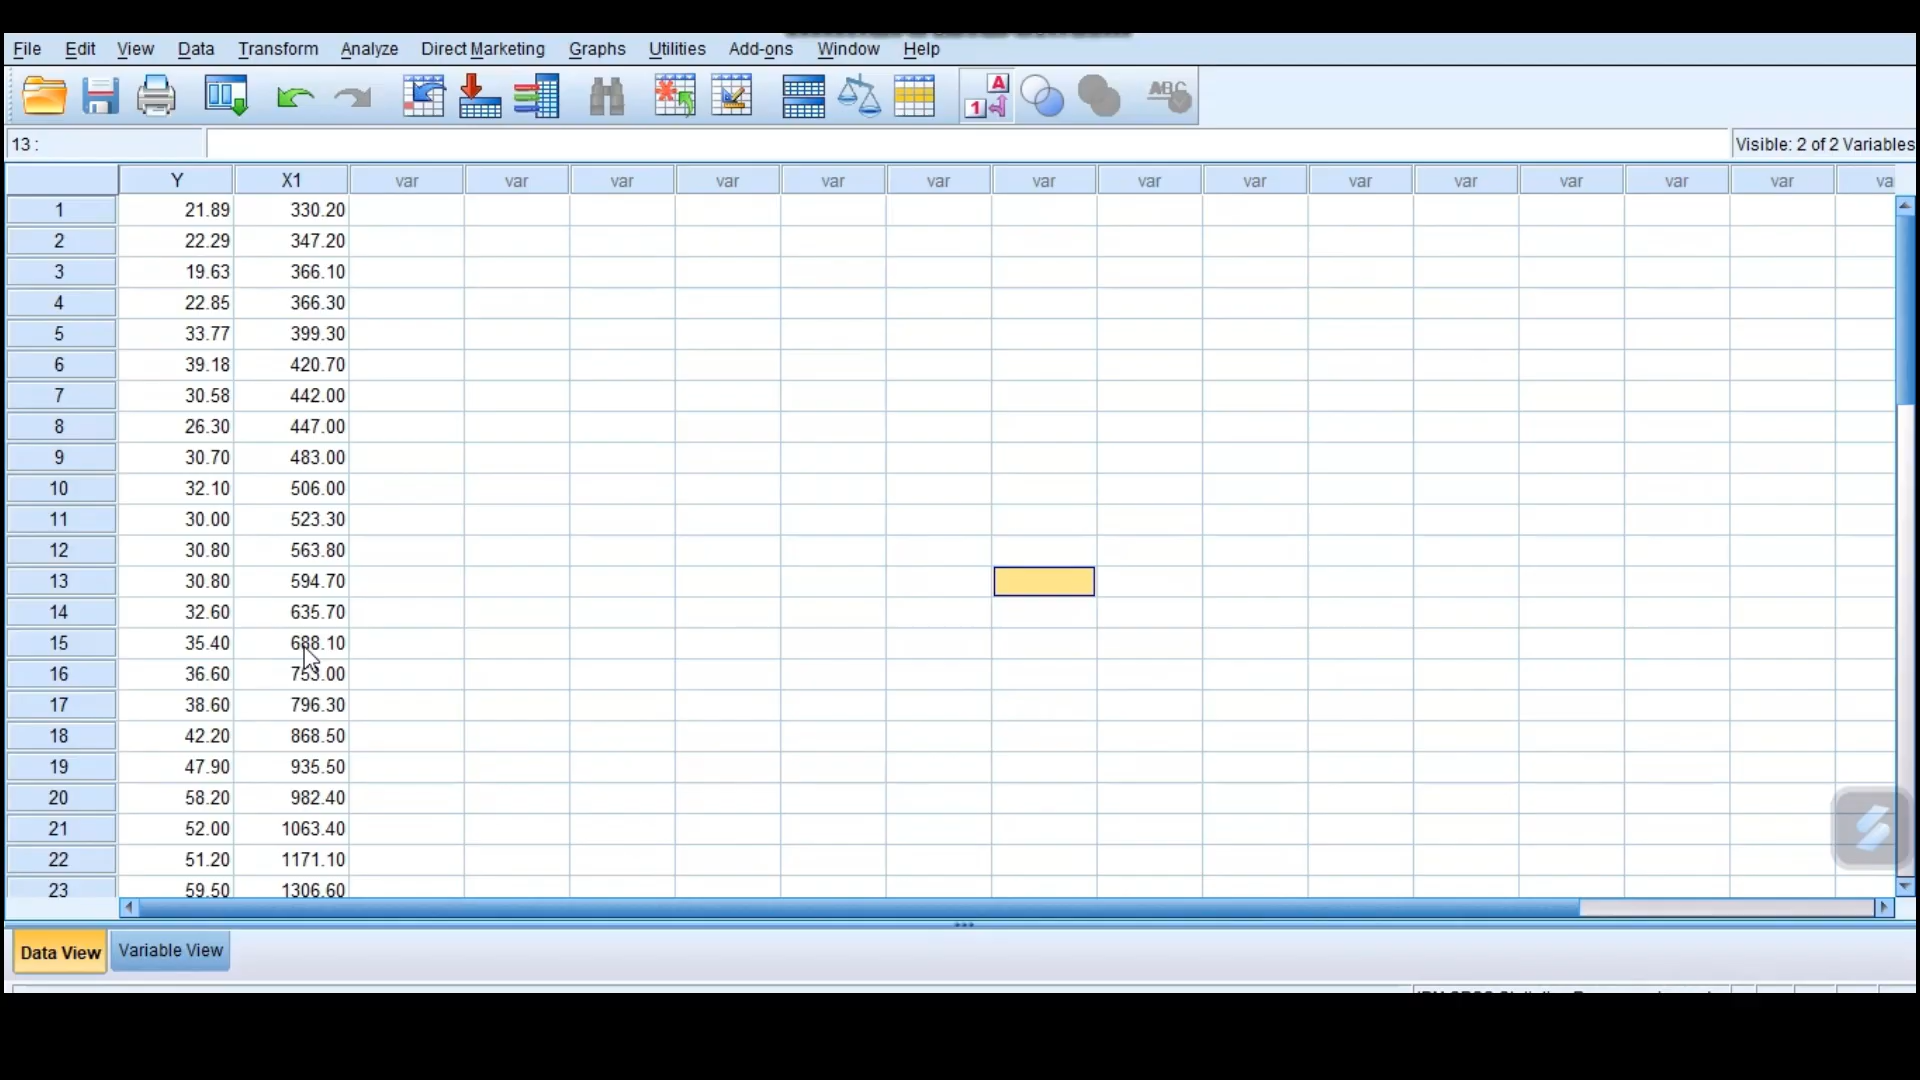 File Edit View Data Transform Analyze Direct Marketing Graphs Utilities Add-ons Window Help
A
1
ABC
13 :
Visible: 2 of 2 Variables
Y X1 var var var var var var var var var var var var var var va
1 21.89 330.20
2 22.29 347.20
3 19.63 366.10
4 22.85 366.30
5 33.77 399.30
6 39.18 420.70
7 30.58 442.00
8 26.30 447.00
9 30.70 483.00
10 32.10 506.00
11 30.00 523.30
12 30.80 563.80
13 30.80 594.70
14 32.60 635.70
15 35.40 688.10
16 36.60 753.00
17 38.60 796.30
18 42.20 868.50
19 47.90 935.50
20 58.20 982.40
21 52.00 1063.40
22 51.20 1171.10
23 59.50 1306.60
Data View Variable View